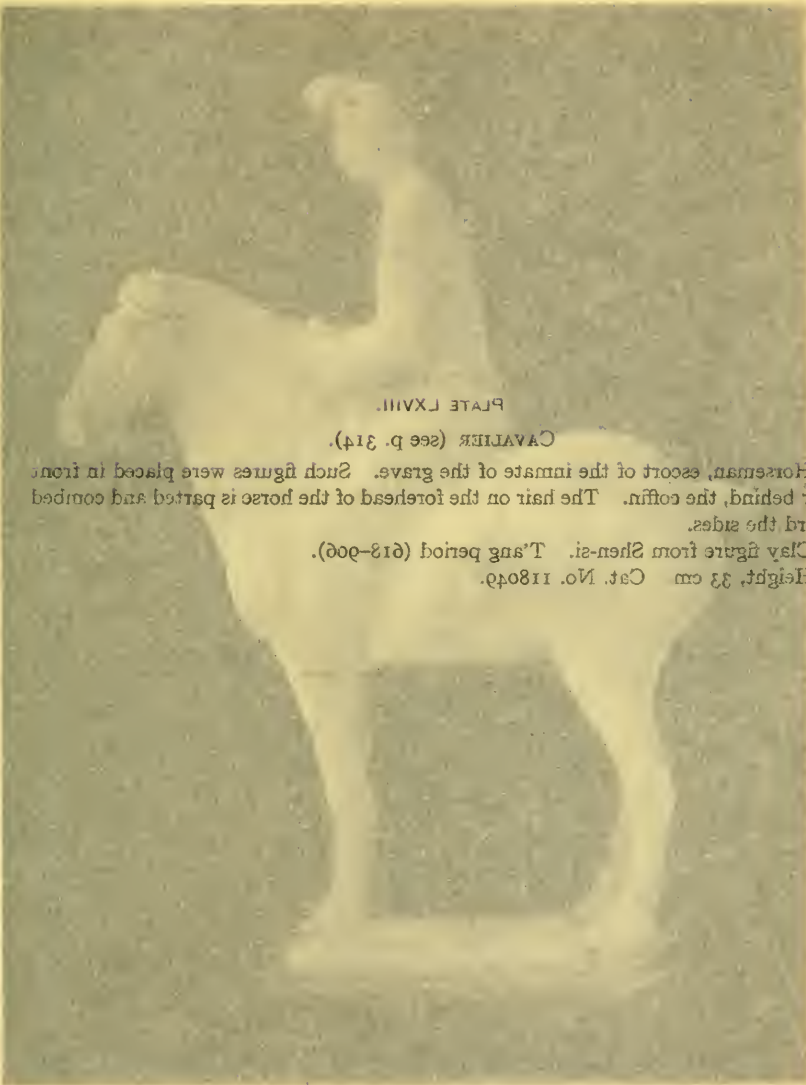 PLATE LXVIII.
CAVALIER (see p. 314).
Horseman, escort of the inmate of the grave. Such figures were placed in front
behind, the coffin. The hair on the forehead of the horse is parted and combed
the sides.
Clay figure from Shen-si. T'ang period (618–906).
Height, 33 cm Cat. No. 118049.